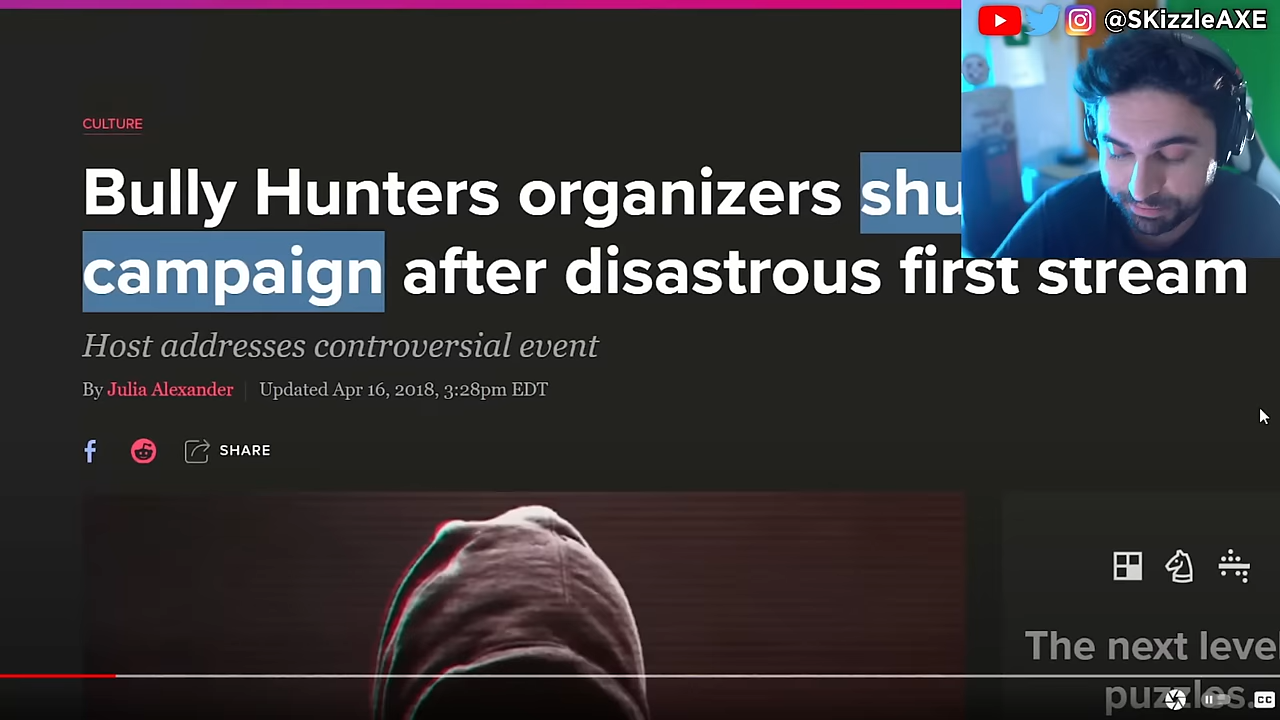 @SKizzleAXE
CULTURE
Bully Hunters organizers shu
campaign after disastrous first stream
Host addresses controversial event
By Julia Alexander Updated Apr 16, 2018, 3:28pm EDT
f
SHARE
The next leve
puzzles.
CC